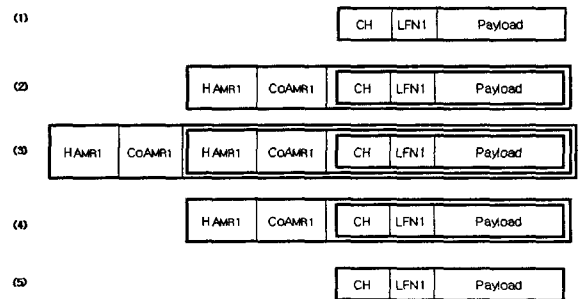 (1) CH LFN1 Payload
(2) HAMR1 CoAMR1 CH LFN1 Payload
(3) HAMR1 CoAMR1 HAMR1 CoAMR1 CH LFN1 Payload
(4) HAMR1 CoAMR1 CH LFN1 Payload
(5) CH LFN1 Payload